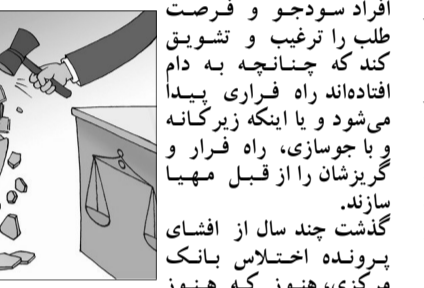 افراد سودجو و فرصت
طلب را ترغیب و تشویق
کند که چنانچه به دام
افتاده‌اند راه فراری پیدا
می‌شود و یا اینکه زیرکانه
و با جوسازی، راه فرار و
گریزشان را از قبل مهیا
سازند.
گذشت چند سال از افشای
پرونده اختلاس بانک
مرکزی، هنوز که هنوز